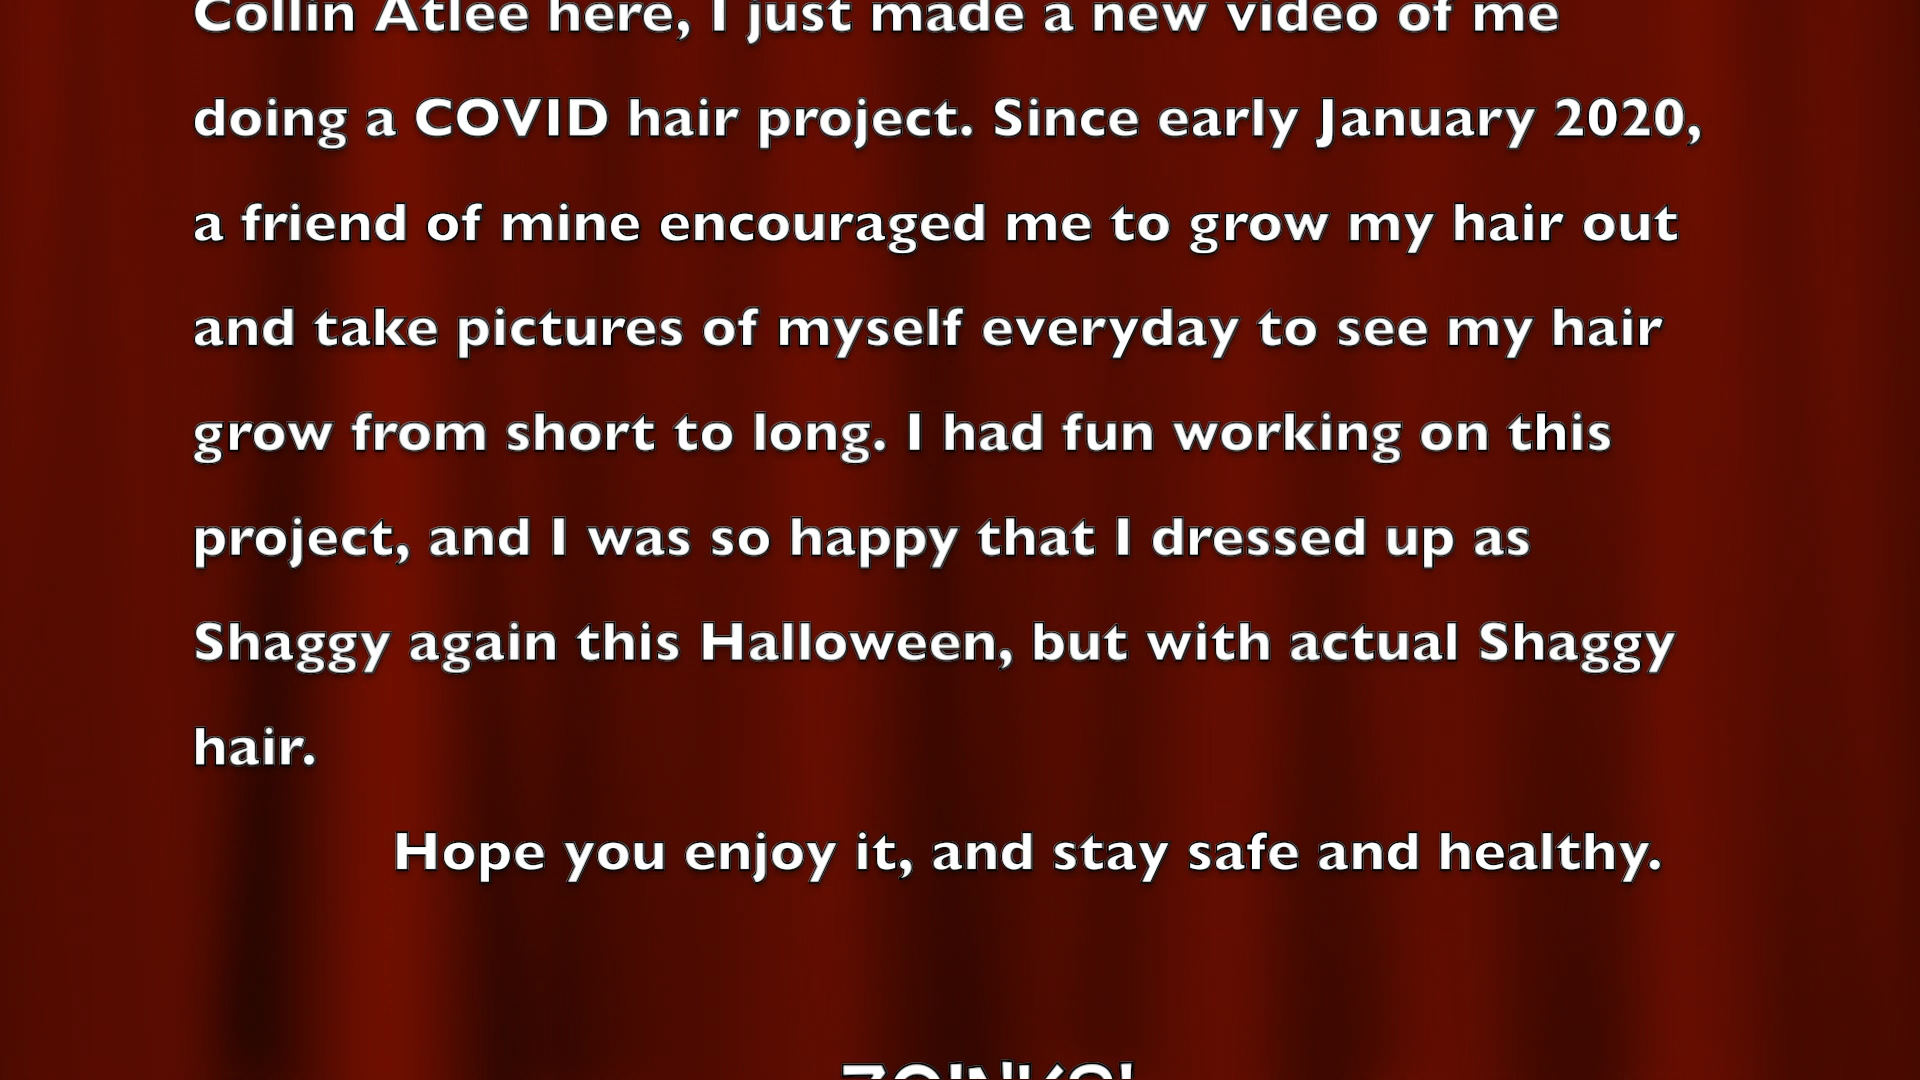 Collin Atlee here, I just made a new video of me
doing a COVID hair project. Since early January 2020,
a friend of mine encouraged me to grow my hair out
and take pictures of myself everyday to see my hair
grow from short to long. I had fun working on this
project, and I was so happy that I dressed up as
Shaggy again this Halloween, but with actual Shaggy
hair.
Hope you enjoy it, and stay safe and healthy.
ZOINKS!